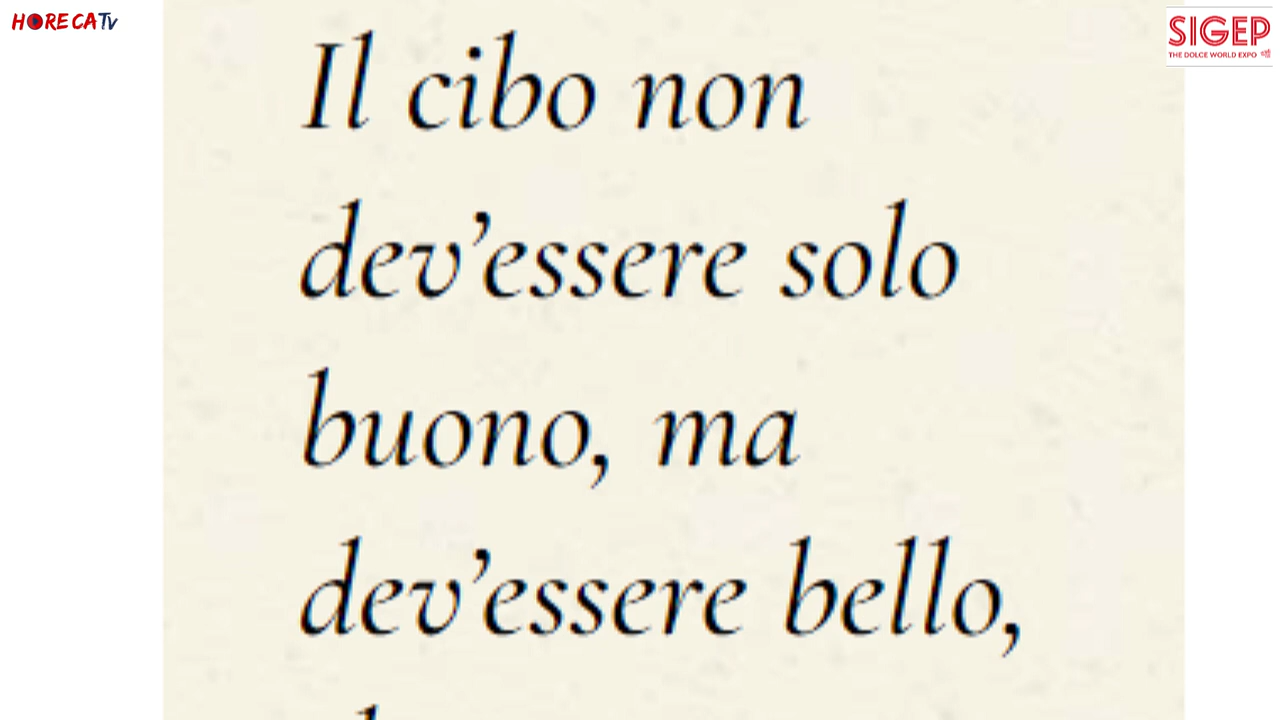 HORECATv
SIGEP
THE DOLCE WORLD EXPO
Il cibo non
dev’essere solo
buono, ma
dev’essere bello,